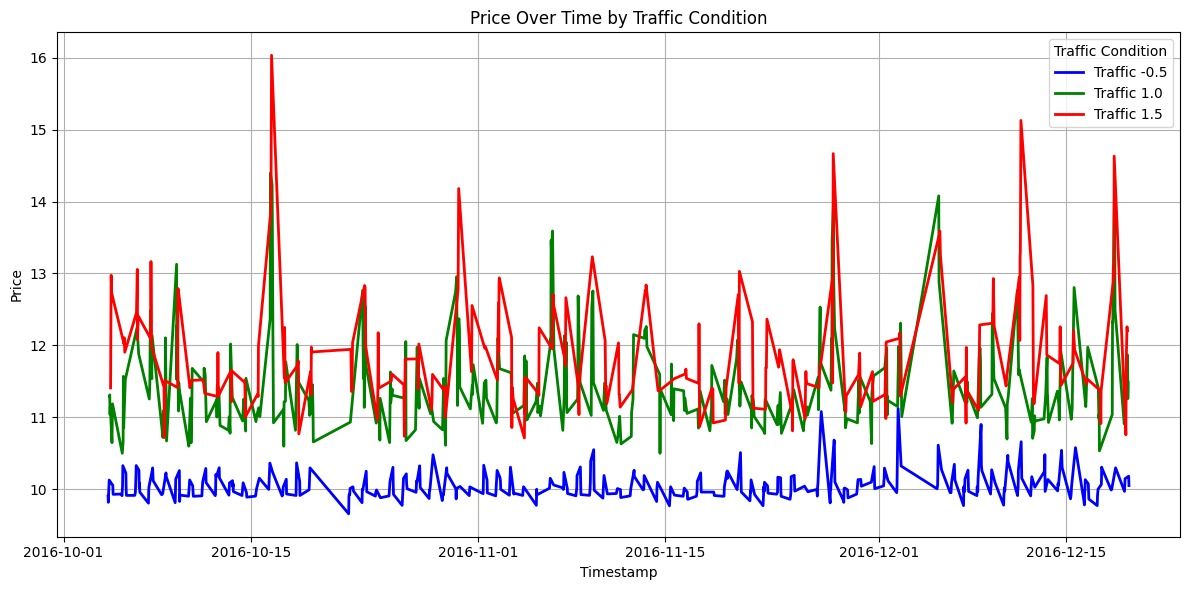 Price Over Time by Traffic Condition
Traffic Condition
Traffic -0.5
Traffic 1.0
Traffic 1.5
Price
16
15
14
13
12
11
10
2016-10-01 2016-10-15 2016-11-01 2016-11-15 2016-12-01 2016-12-15
Timestamp